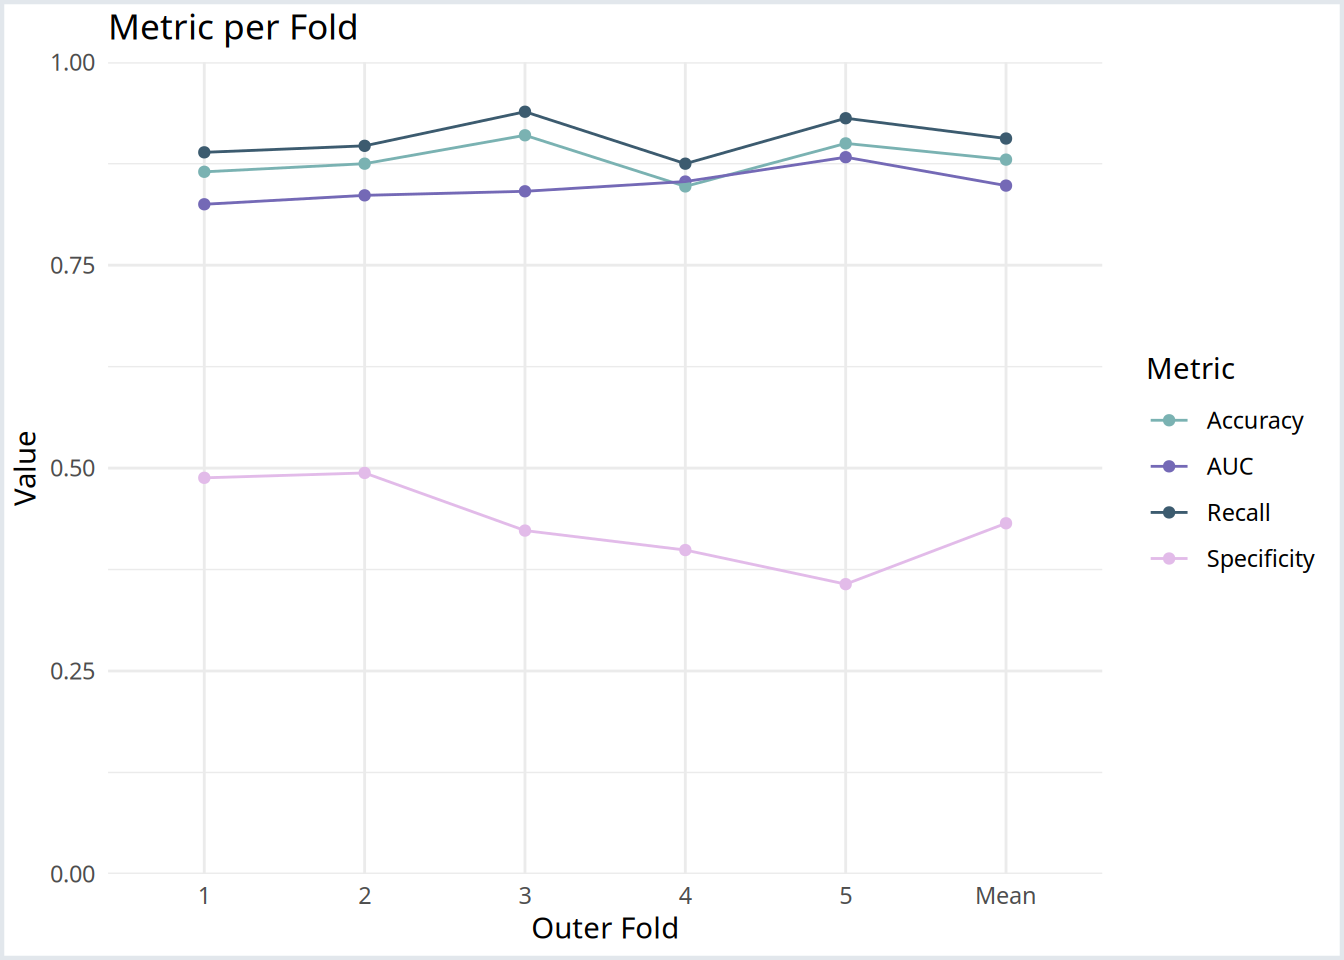 Metric per Fold
1.00
0.75
0.50
0.25
0.00
Value
1 2 3 4 5 Mean
Outer Fold
Metric
Accuracy
AUC
Recall
Specificity